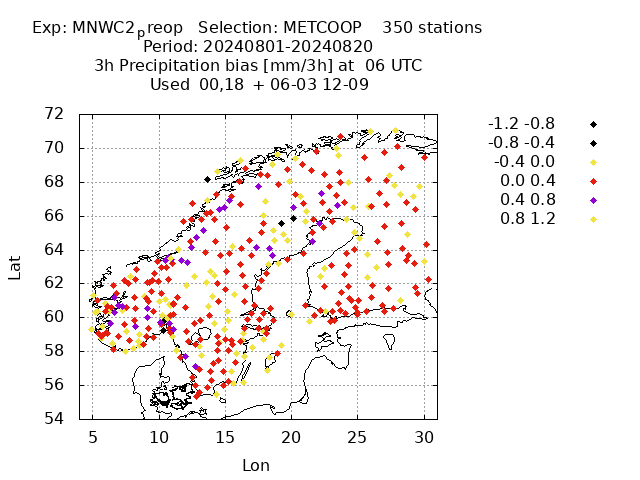 Exp: MNWC2preop   Selection: METCOOP    350 stations
Period: 20240801-20240820
3h Precipitation bias [mm/3h] at  06 UTC
Used  00,18  + 06-03 12-09
-1.2 -0.8
-0.8 -0.4
-0.4 0.0
0.0 0.4
0.4 0.8
0.8 1.2
72
70
68
66
64
62
60
58
56
54
Lat
5 10 15 20 25 30
Lon